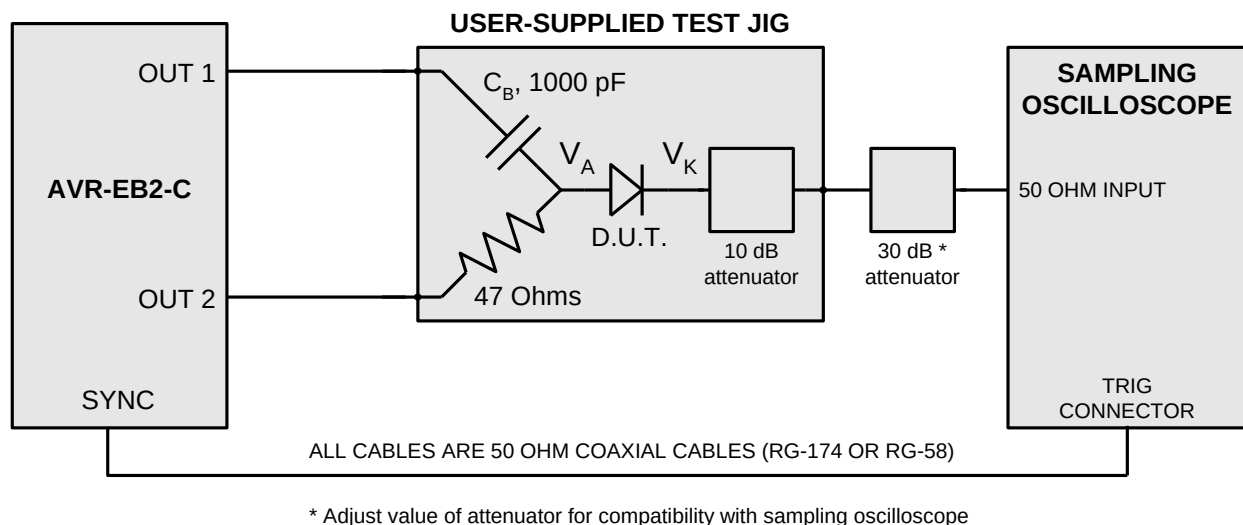 USER-SUPPLIED TEST JIG
AVR-EB2-C
OUT 1
OUT 2
SYNC
C_B, 1000 pF
V_A
V_K
D.U.T.
47 Ohms
10 dB
attenuator
30 dB *
attenuator
SAMPLING
OSCILLOSCOPE
50 OHM INPUT
TRIG
CONNECTOR
ALL CABLES ARE 50 OHM COAXIAL CABLES (RG-174 OR RG-58)
* Adjust value of attenuator for compatibility with sampling oscilloscope